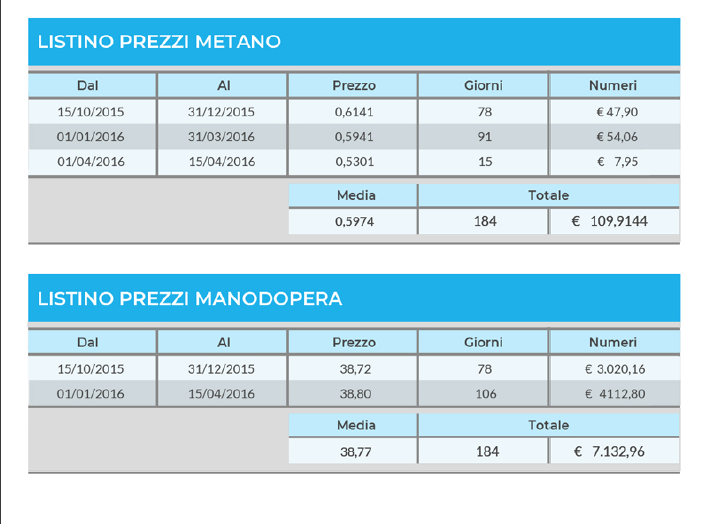 LISTINO PREZZI METANO
Dal Al Prezzo Giorni Numeri
15/10/2015 31/12/2015 0,6141 78 € 47,90
01/01/2016 31/03/2016 0,5941 91 € 54,06
01/04/2016 15/04/2016 0,5301 15 € 7,95
Media Totale
0,5974 184 € 109,9144
LISTINO PREZZI MANODOPERA
Dal Al Prezzo Giorni Numeri
15/10/2015 31/12/2015 38,72 78 € 3.020,16
01/01/2016 15/04/2016 38,80 106 € 4112,80
Media Totale
38,77 184 € 7.132,96